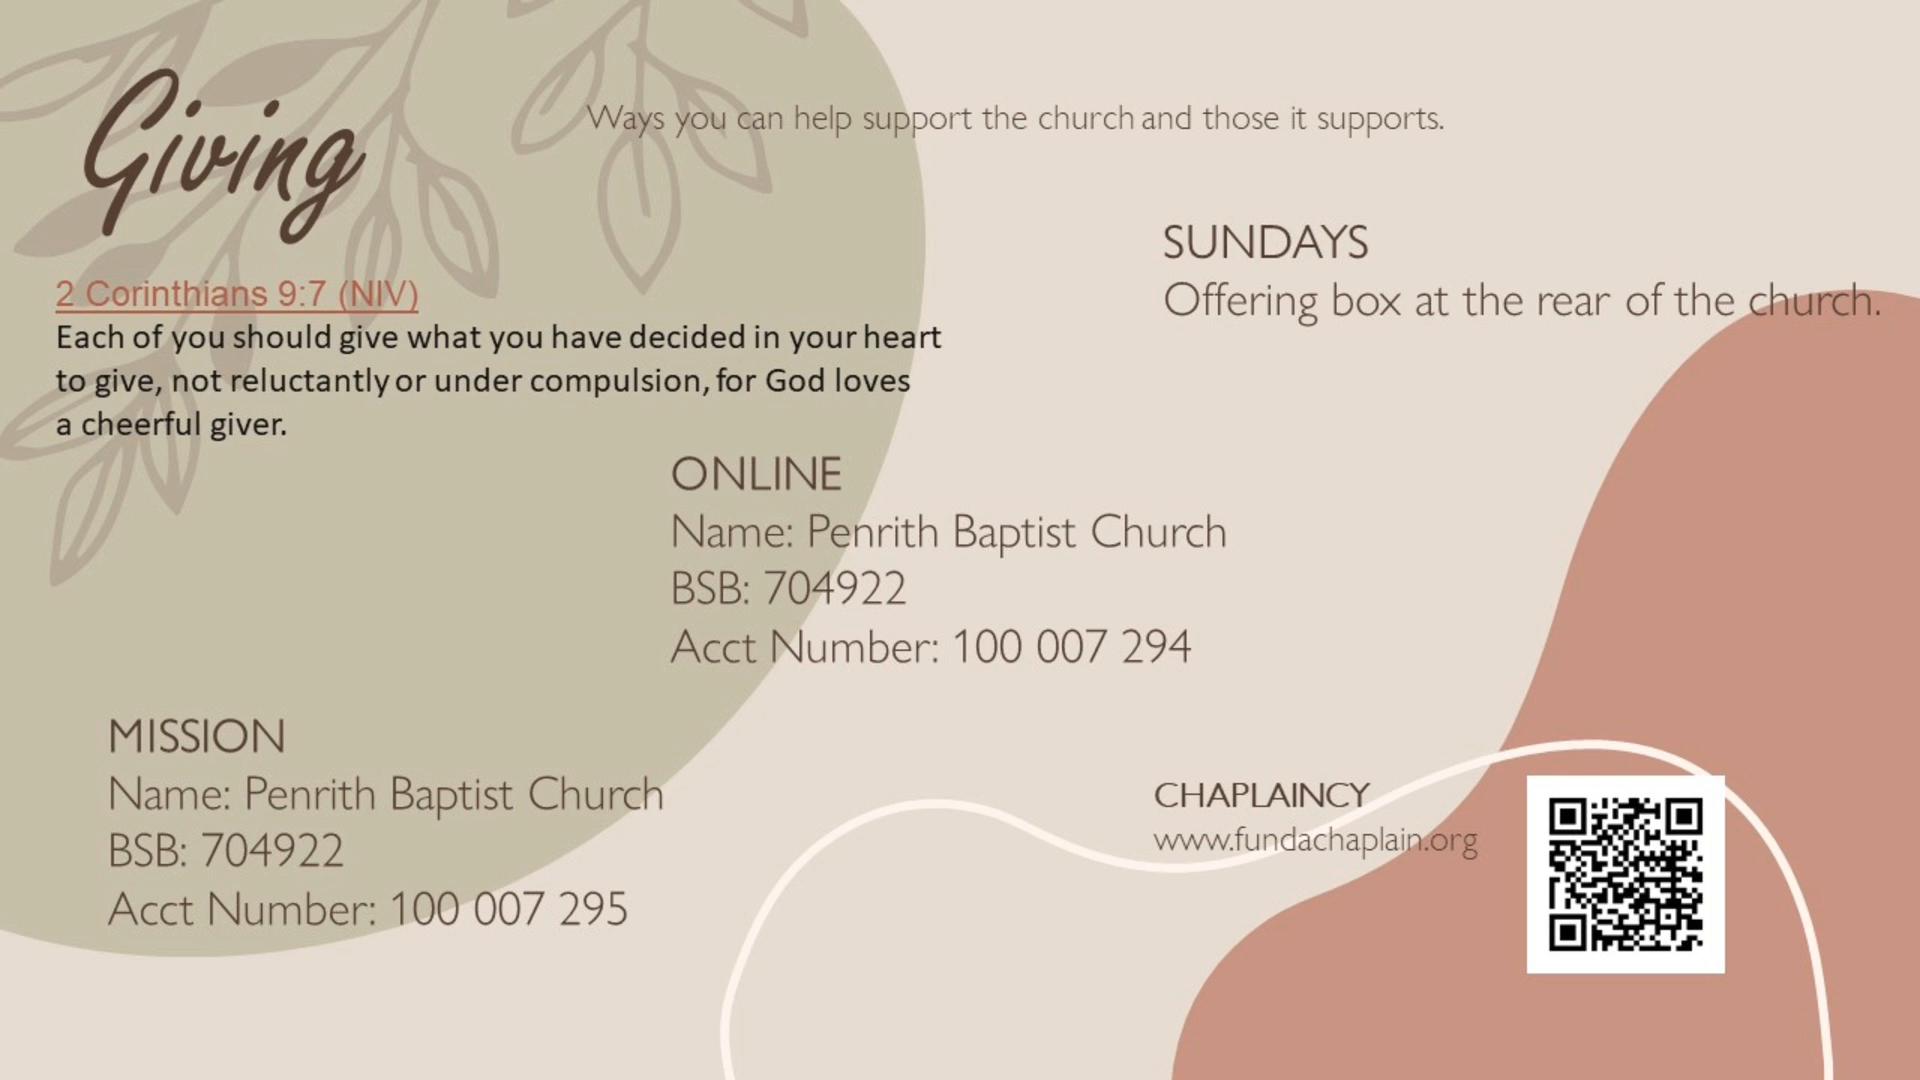 Giving
Ways you can help support the church and those it supports.
SUNDAYS
Offering box at the rear of the church.
2 Corinthians 9:7 (NIV)
Each of you should give what you have decided in your heart
to give, not reluctantly or under compulsion, for God loves
a cheerful giver.
ONLINE
Name: Penrith Baptist Church
BSB: 704922
Acct Number: 100 007 294
MISSION
Name: Penrith Baptist Church
BSB: 704922
Acct Number: 100 007 295
CHAPLAINCY
www.fundachaplain.org